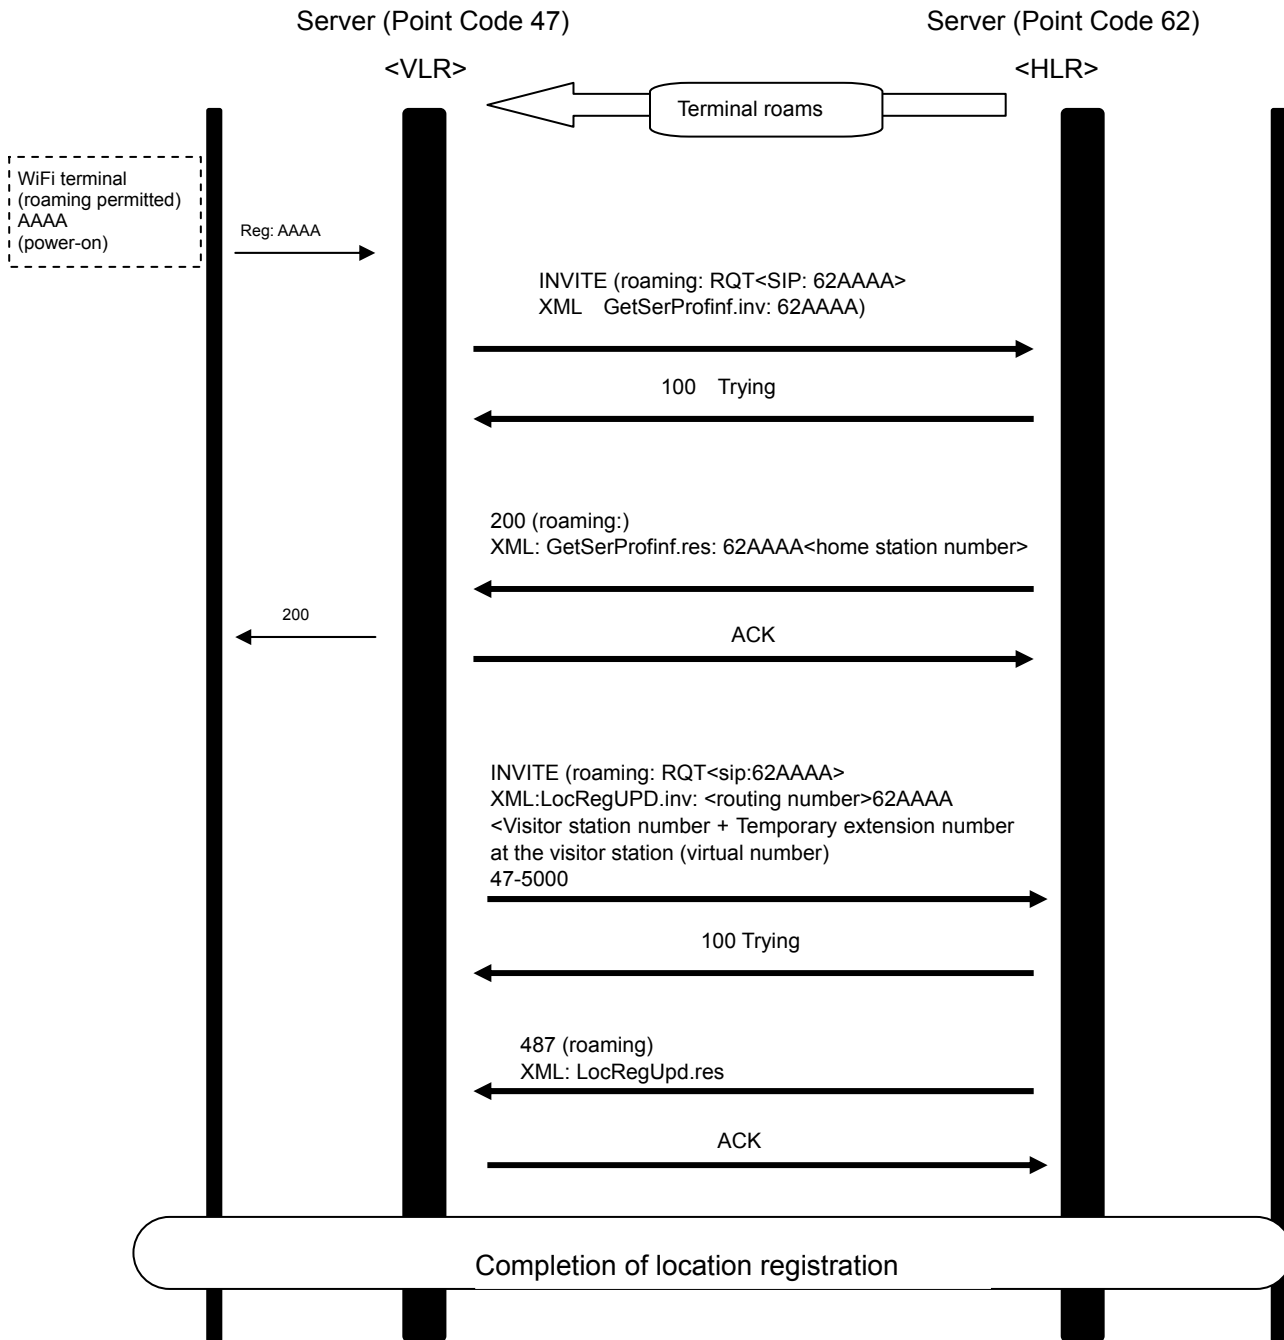 Server (Point Code 47)
Server (Point Code 62)
<VLR>
<HLR>
Terminal roams
WiFi terminal
(roaming permitted)
AAAA
(power-on)
Reg: AAAA
INVITE (roaming: RQT<SIP: 62AAAA>
XML GetSerProfinf.inv: 62AAAA)
100 Trying
200 (roaming:)
XML: GetSerProfinf.res: 62AAAA<home station number>
200
ACK
INVITE (roaming: RQT<sip:62AAAA>
XML:LocRegUPD.inv: <routing number>62AAAA
<Visitor station number + Temporary extension number
at the visitor station (virtual number)
47-5000
100 Trying
487 (roaming)
XML: LocRegUpd.res
ACK
Completion of location registration